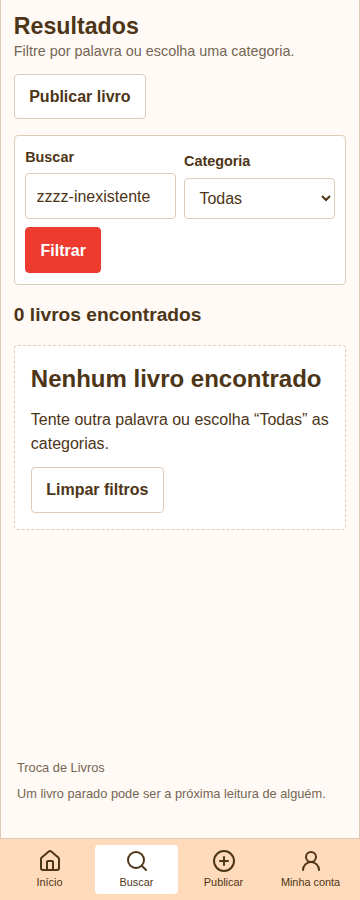 Resultados
Filtre por palavra ou escolha uma categoria.
Publicar livro
Buscar
Categoria
zzzz-inexistente
Todas
Filtrar
0 livros encontrados
Nenhum livro encontrado
Tente outra palavra ou escolha “Todas” as
categorias.
Limpar filtros
Troca de Livros
Um livro parado pode ser a próxima leitura de alguém.
Início
Buscar
Publicar
Minha conta